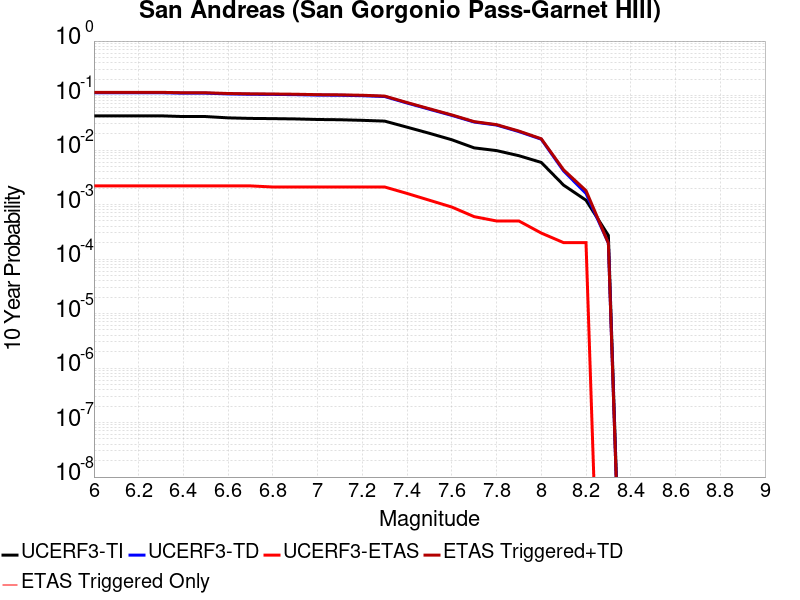 San Andreas (San Gorgonio Pass-Garnet HIll)
10 Year Probability
10^0
10^-1
10^-2
10^-3
10^-4
10^-5
10^-6
10^-7
10^-8
6 6.2 6.4 6.6 6.8 7 7.2 7.4 7.6 7.8 8 8.2 8.4 8.6 8.8 9
Magnitude
UCERF3-TI UCERF3-TD UCERF3-ETAS ETAS Triggered+TD
ETAS Triggered Only